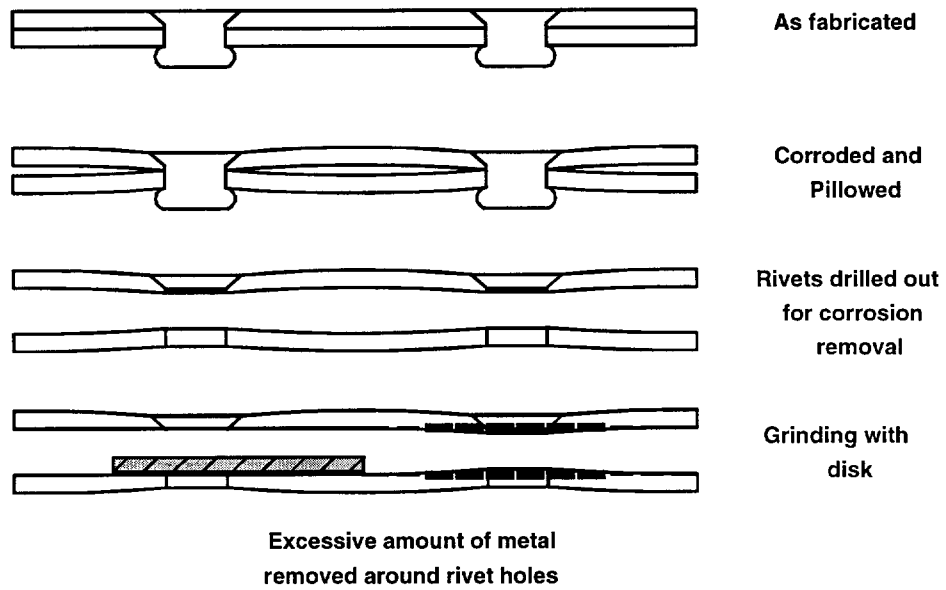 As fabricated
Corroded and
Pillowed
Rivets drilled out
for corrosion
removal
Grinding with
disk
Excessive amount of metal
removed around rivet holes